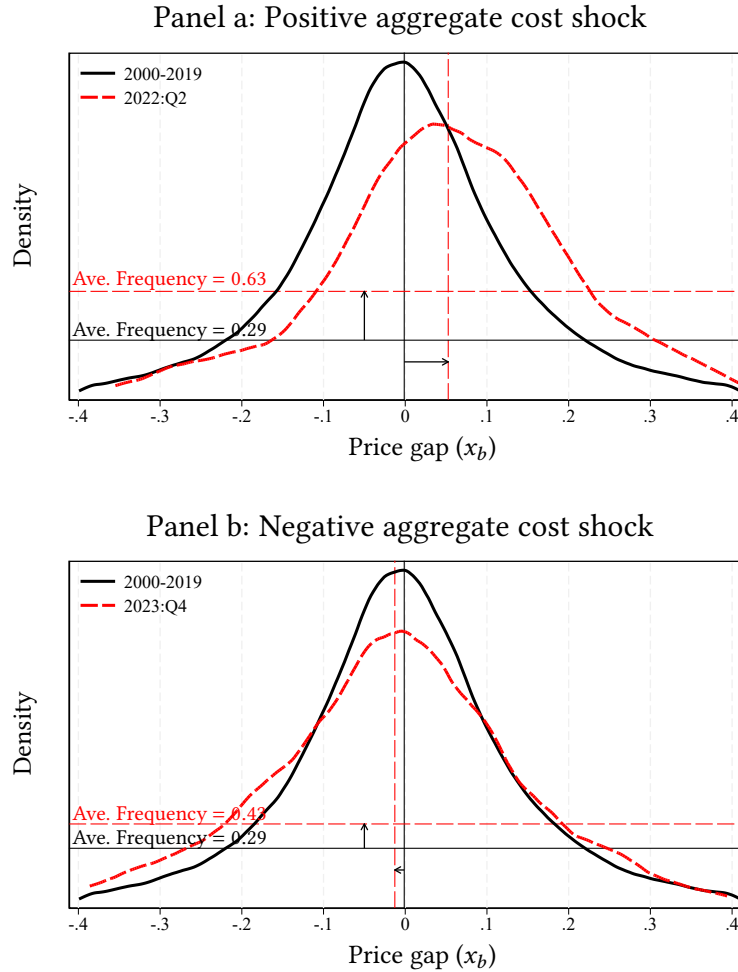 Panel a: Positive aggregate cost shock
2000-2019
2022:Q2
Density
Ave. Frequency = 0.63
Ave. Frequency = 0.29
-.4 -.3 -.2 -.1 0 .1 .2 .3 .4
Price gap (x_b)
Panel b: Negative aggregate cost shock
2000-2019
2023:Q4
Density
Ave. Frequency = 0.43
Ave. Frequency = 0.29
-.4 -.3 -.2 -.1 0 .1 .2 .3 .4
Price gap (x_b)